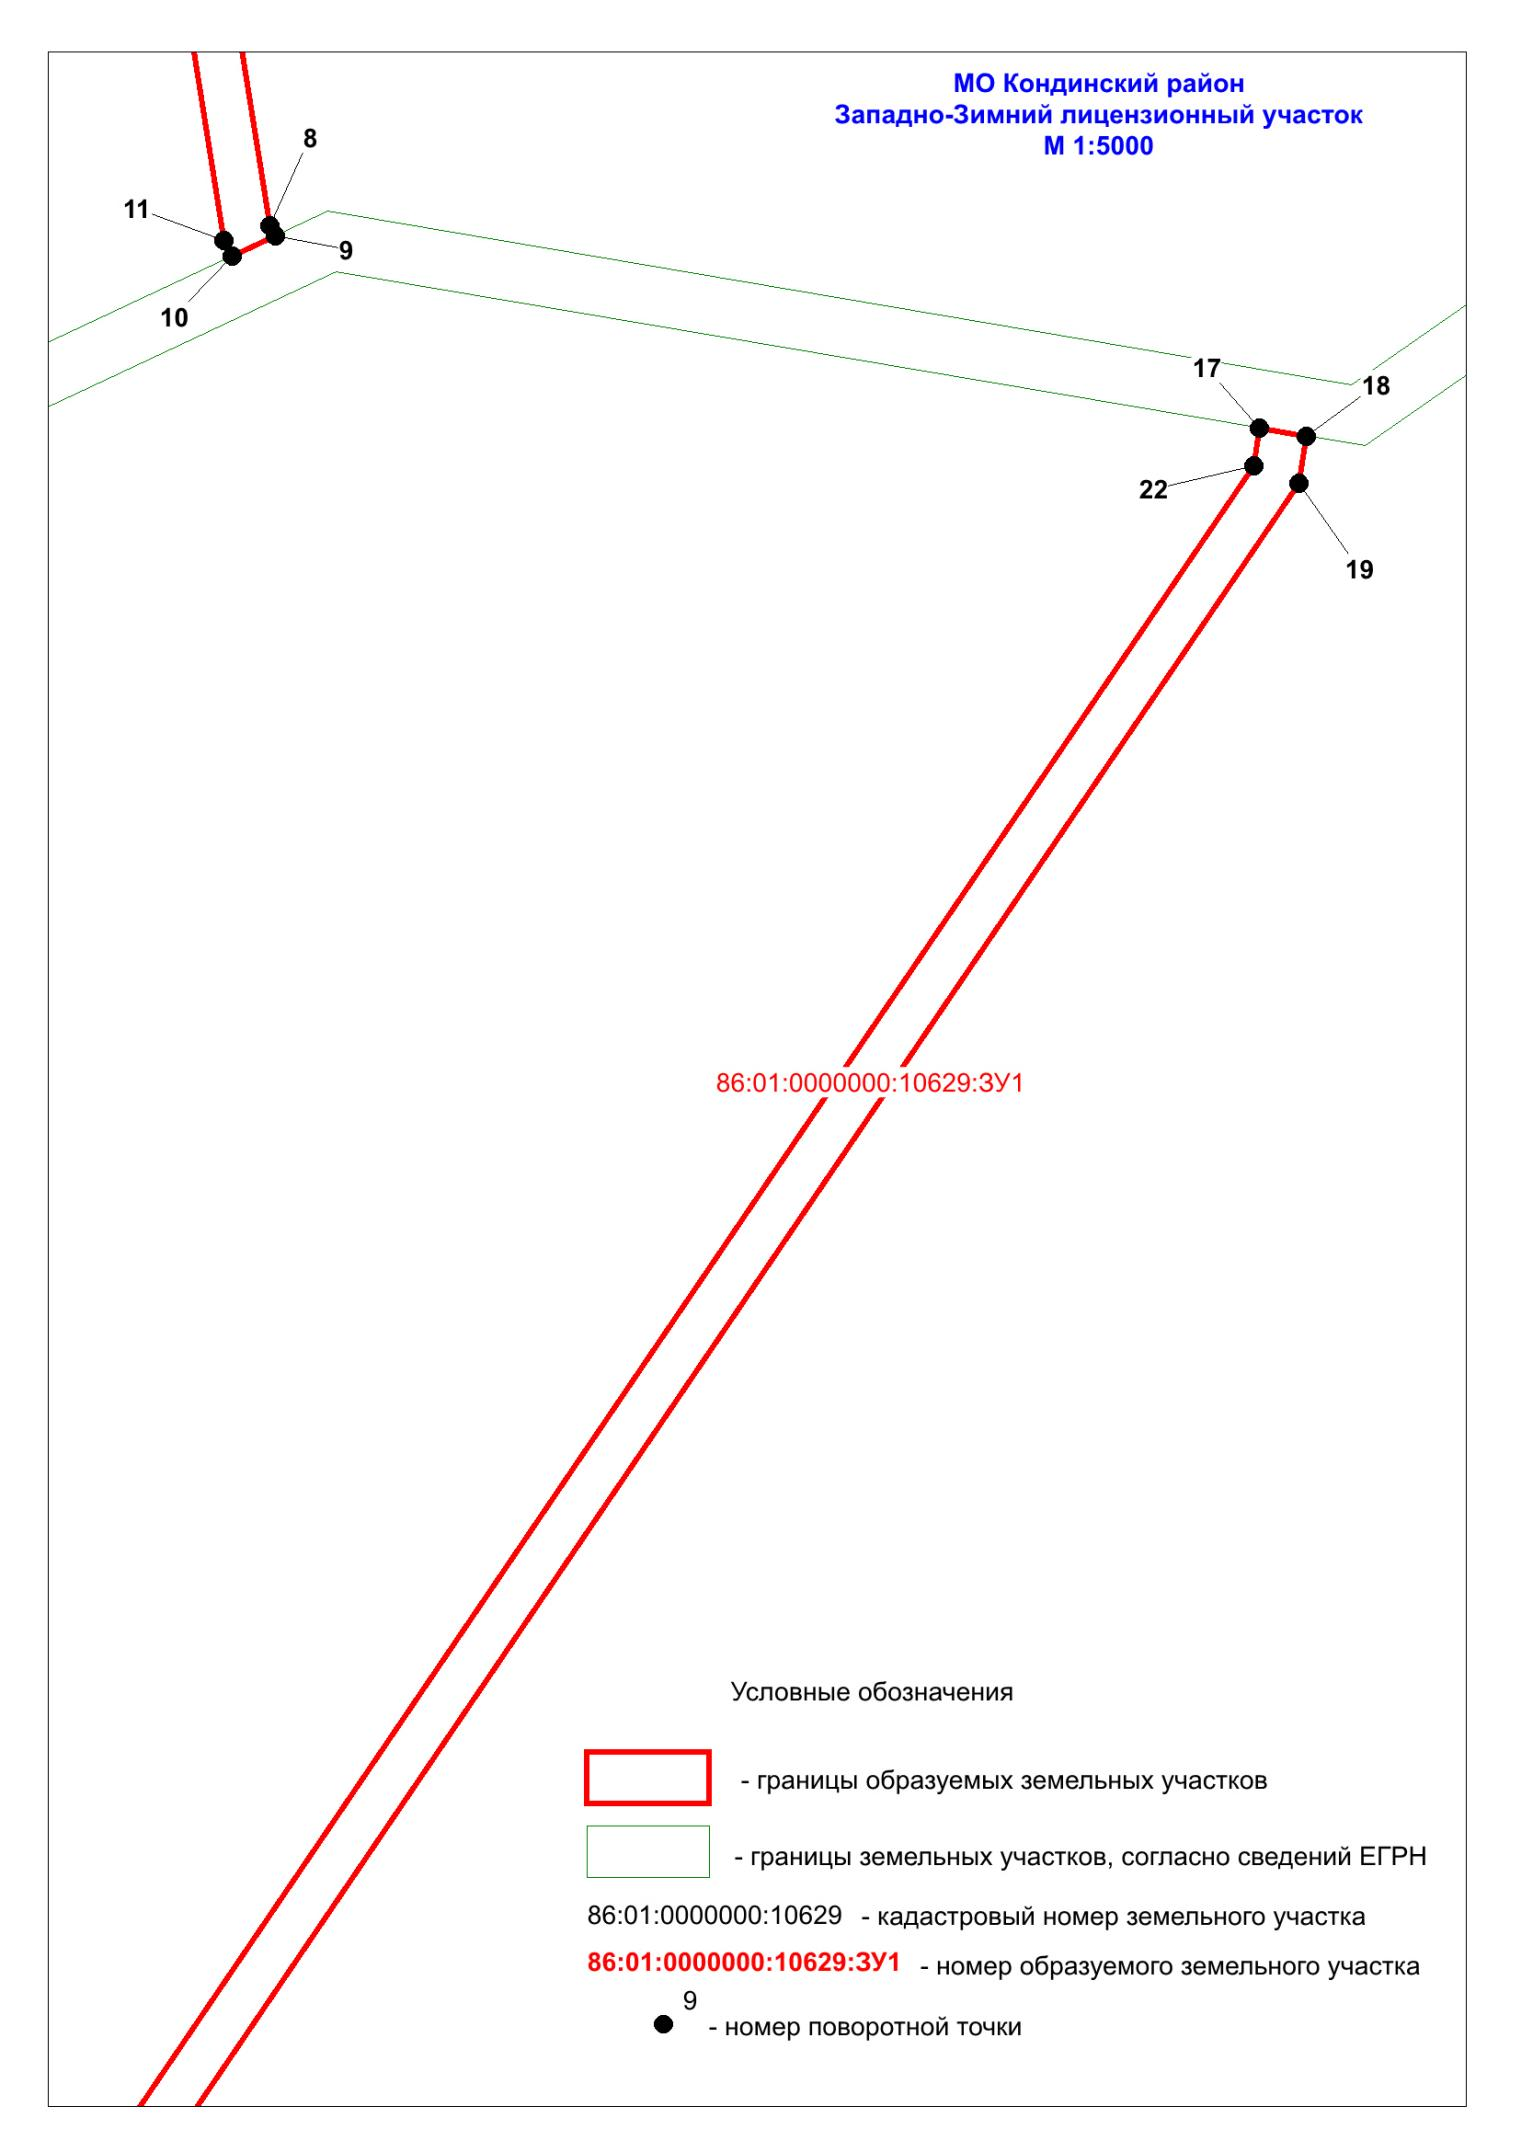 МО Кондинский район
Западно-Зимний лицензионный участок
М 1:5000
8
11
9
10
17
18
22
19
86:01:0000000:10629:ЗУ1
Условные обозначения
- границы образуемых земельных участков
- границы земельных участков, согласно сведений ЕГРН
86:01:0000000:10629 - кадастровый номер земельного участка
86:01:0000000:10629:ЗУ1 - номер образуемого земельного участка
9
- номер поворотной точки